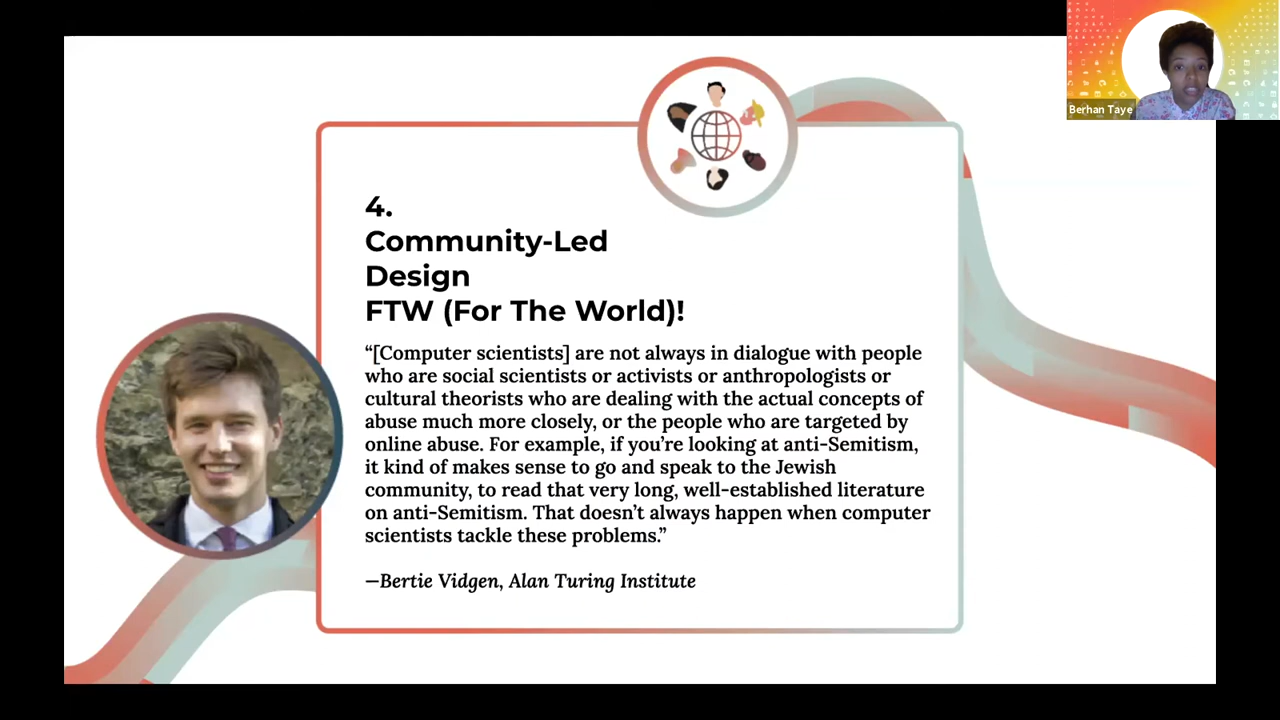 Berhan Taye
4.
Community-Led
Design
FTW (For The World)!
“[Computer scientists] are not always in dialogue with people
who are social scientists or activists or anthropologists or
cultural theorists who are dealing with the actual concepts of
abuse much more closely, or the people who are targeted by
online abuse. For example, if you’re looking at anti-Semitism,
it kind of makes sense to go and speak to the Jewish
community, to read that very long, well-established literature
on anti-Semitism. That doesn’t always happen when computer
scientists tackle these problems.”
—Bertie Vidgen, Alan Turing Institute